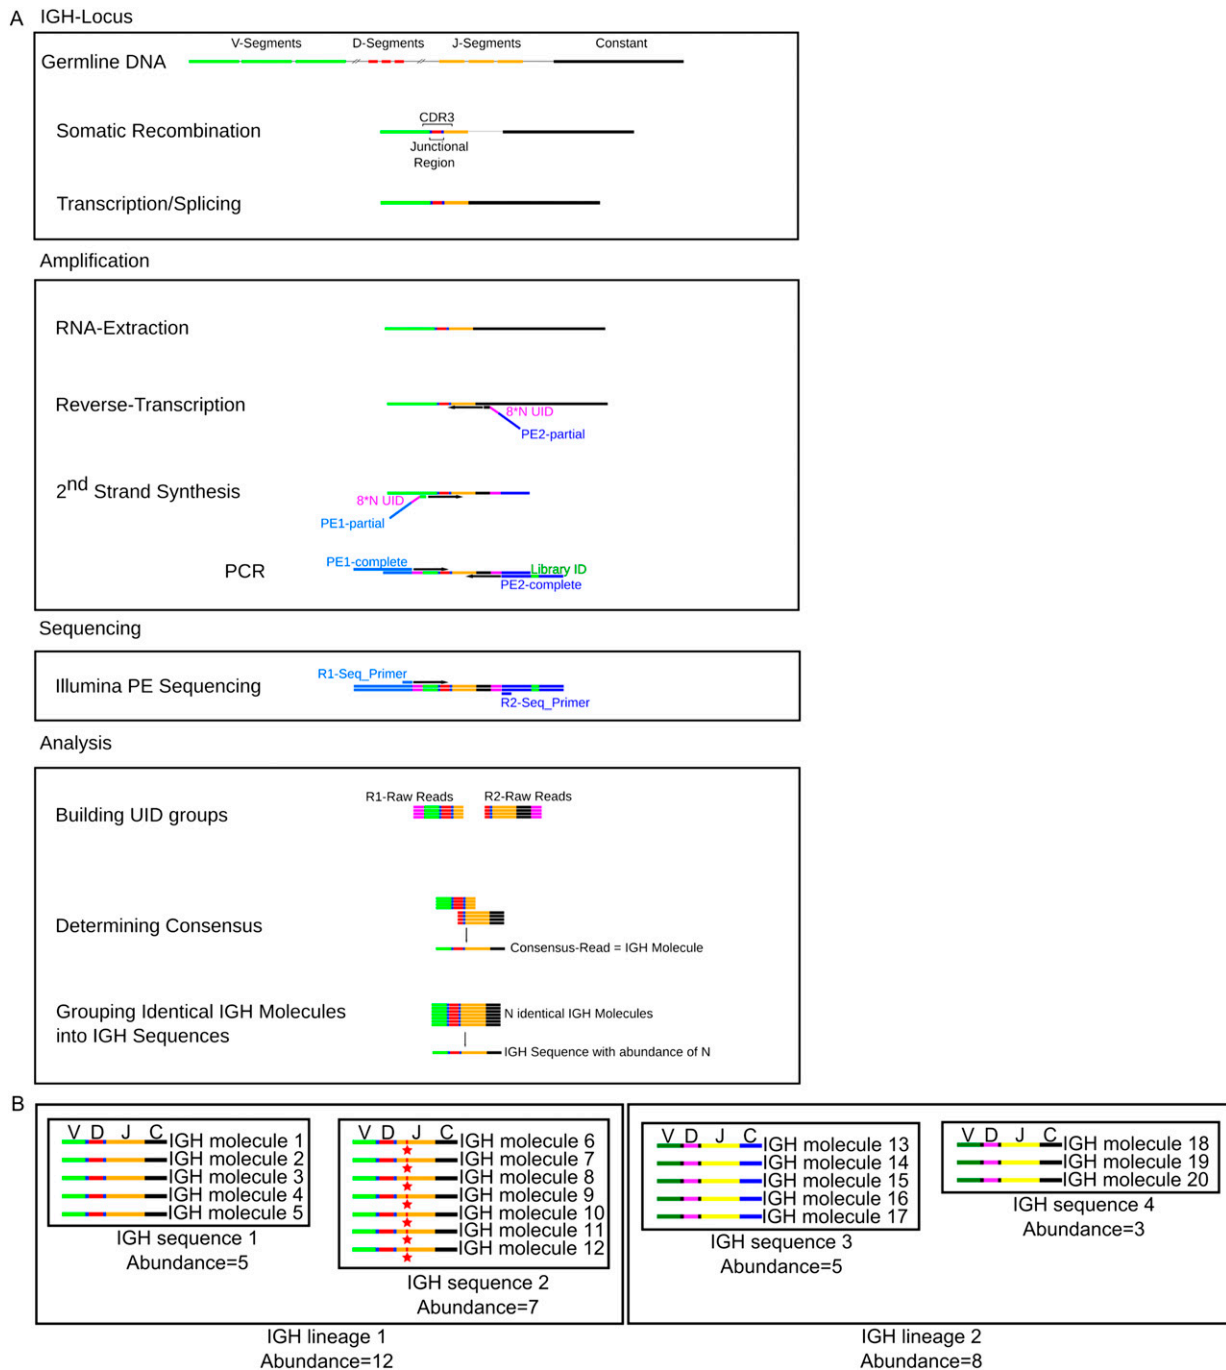 A
IGH-Locus
V-Segments D-Segments J-Segments Constant
Germline DNA
Somatic Recombination
CDR3
Junctional
Region
Transcription/Splicing
Amplification
RNA-Extraction
Reverse-Transcription
8*N UID
PE2-partial
2nd Strand Synthesis
8*N UID
PE1-partial
PCR
PE1-complete
Library ID
PE2-complete
Sequencing
Illumina PE Sequencing
R1-Seq_Primer
R2-Seq_Primer
Analysis
Building UID groups
R1-Raw Reads R2-Raw Reads
Determining Consensus
Consensus-Read = IGH Molecule
Grouping Identical IGH Molecules
into IGH Sequences
N identical IGH Molecules
IGH Sequence with abundance of N
B
V D J C
IGH molecule 1
IGH molecule 2
IGH molecule 3
IGH molecule 4
IGH molecule 5
IGH sequence 1
Abundance=5
V D J C
IGH molecule 6
IGH molecule 7
IGH molecule 8
IGH molecule 9
IGH molecule 10
IGH molecule 11
IGH molecule 12
IGH sequence 2
Abundance=7
IGH lineage 1
Abundance=12
V D J C
IGH molecule 13
IGH molecule 14
IGH molecule 15
IGH molecule 16
IGH molecule 17
IGH sequence 3
Abundance=5
V D J C
IGH molecule 18
IGH molecule 19
IGH molecule 20
IGH sequence 4
Abundance=3
IGH lineage 2
Abundance=8